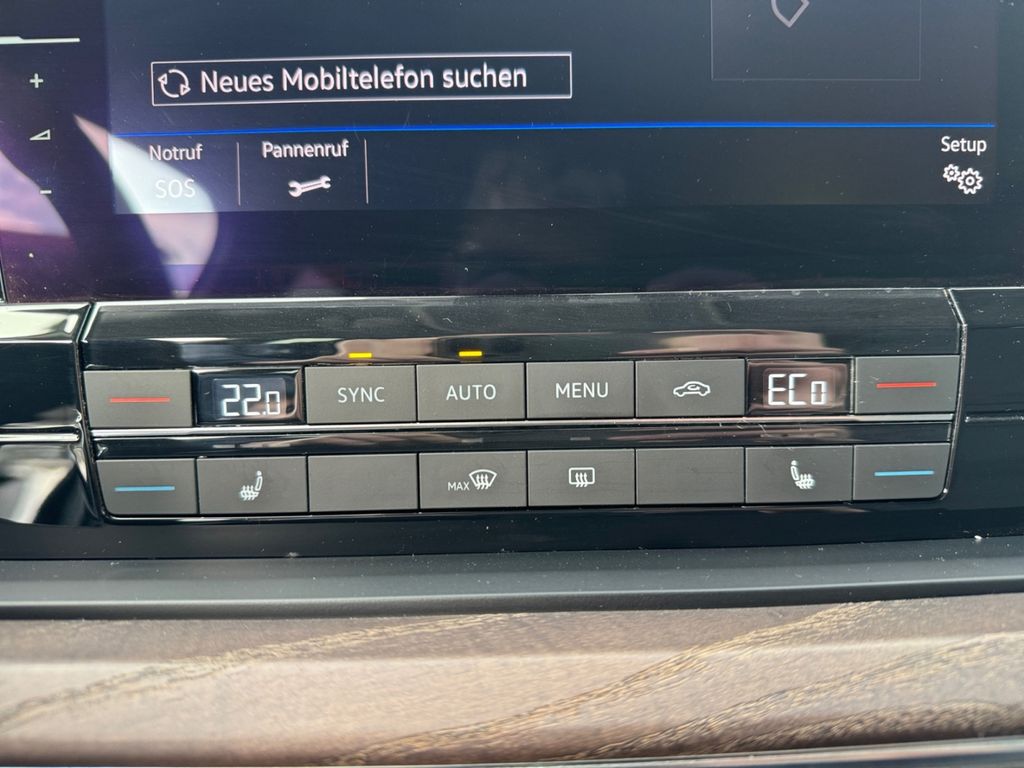 Neues Mobiltelefon suchen
Notruf
SOS
Pannenruf
Setup
22.0
SYNC
AUTO
MENU
ECo
MAX